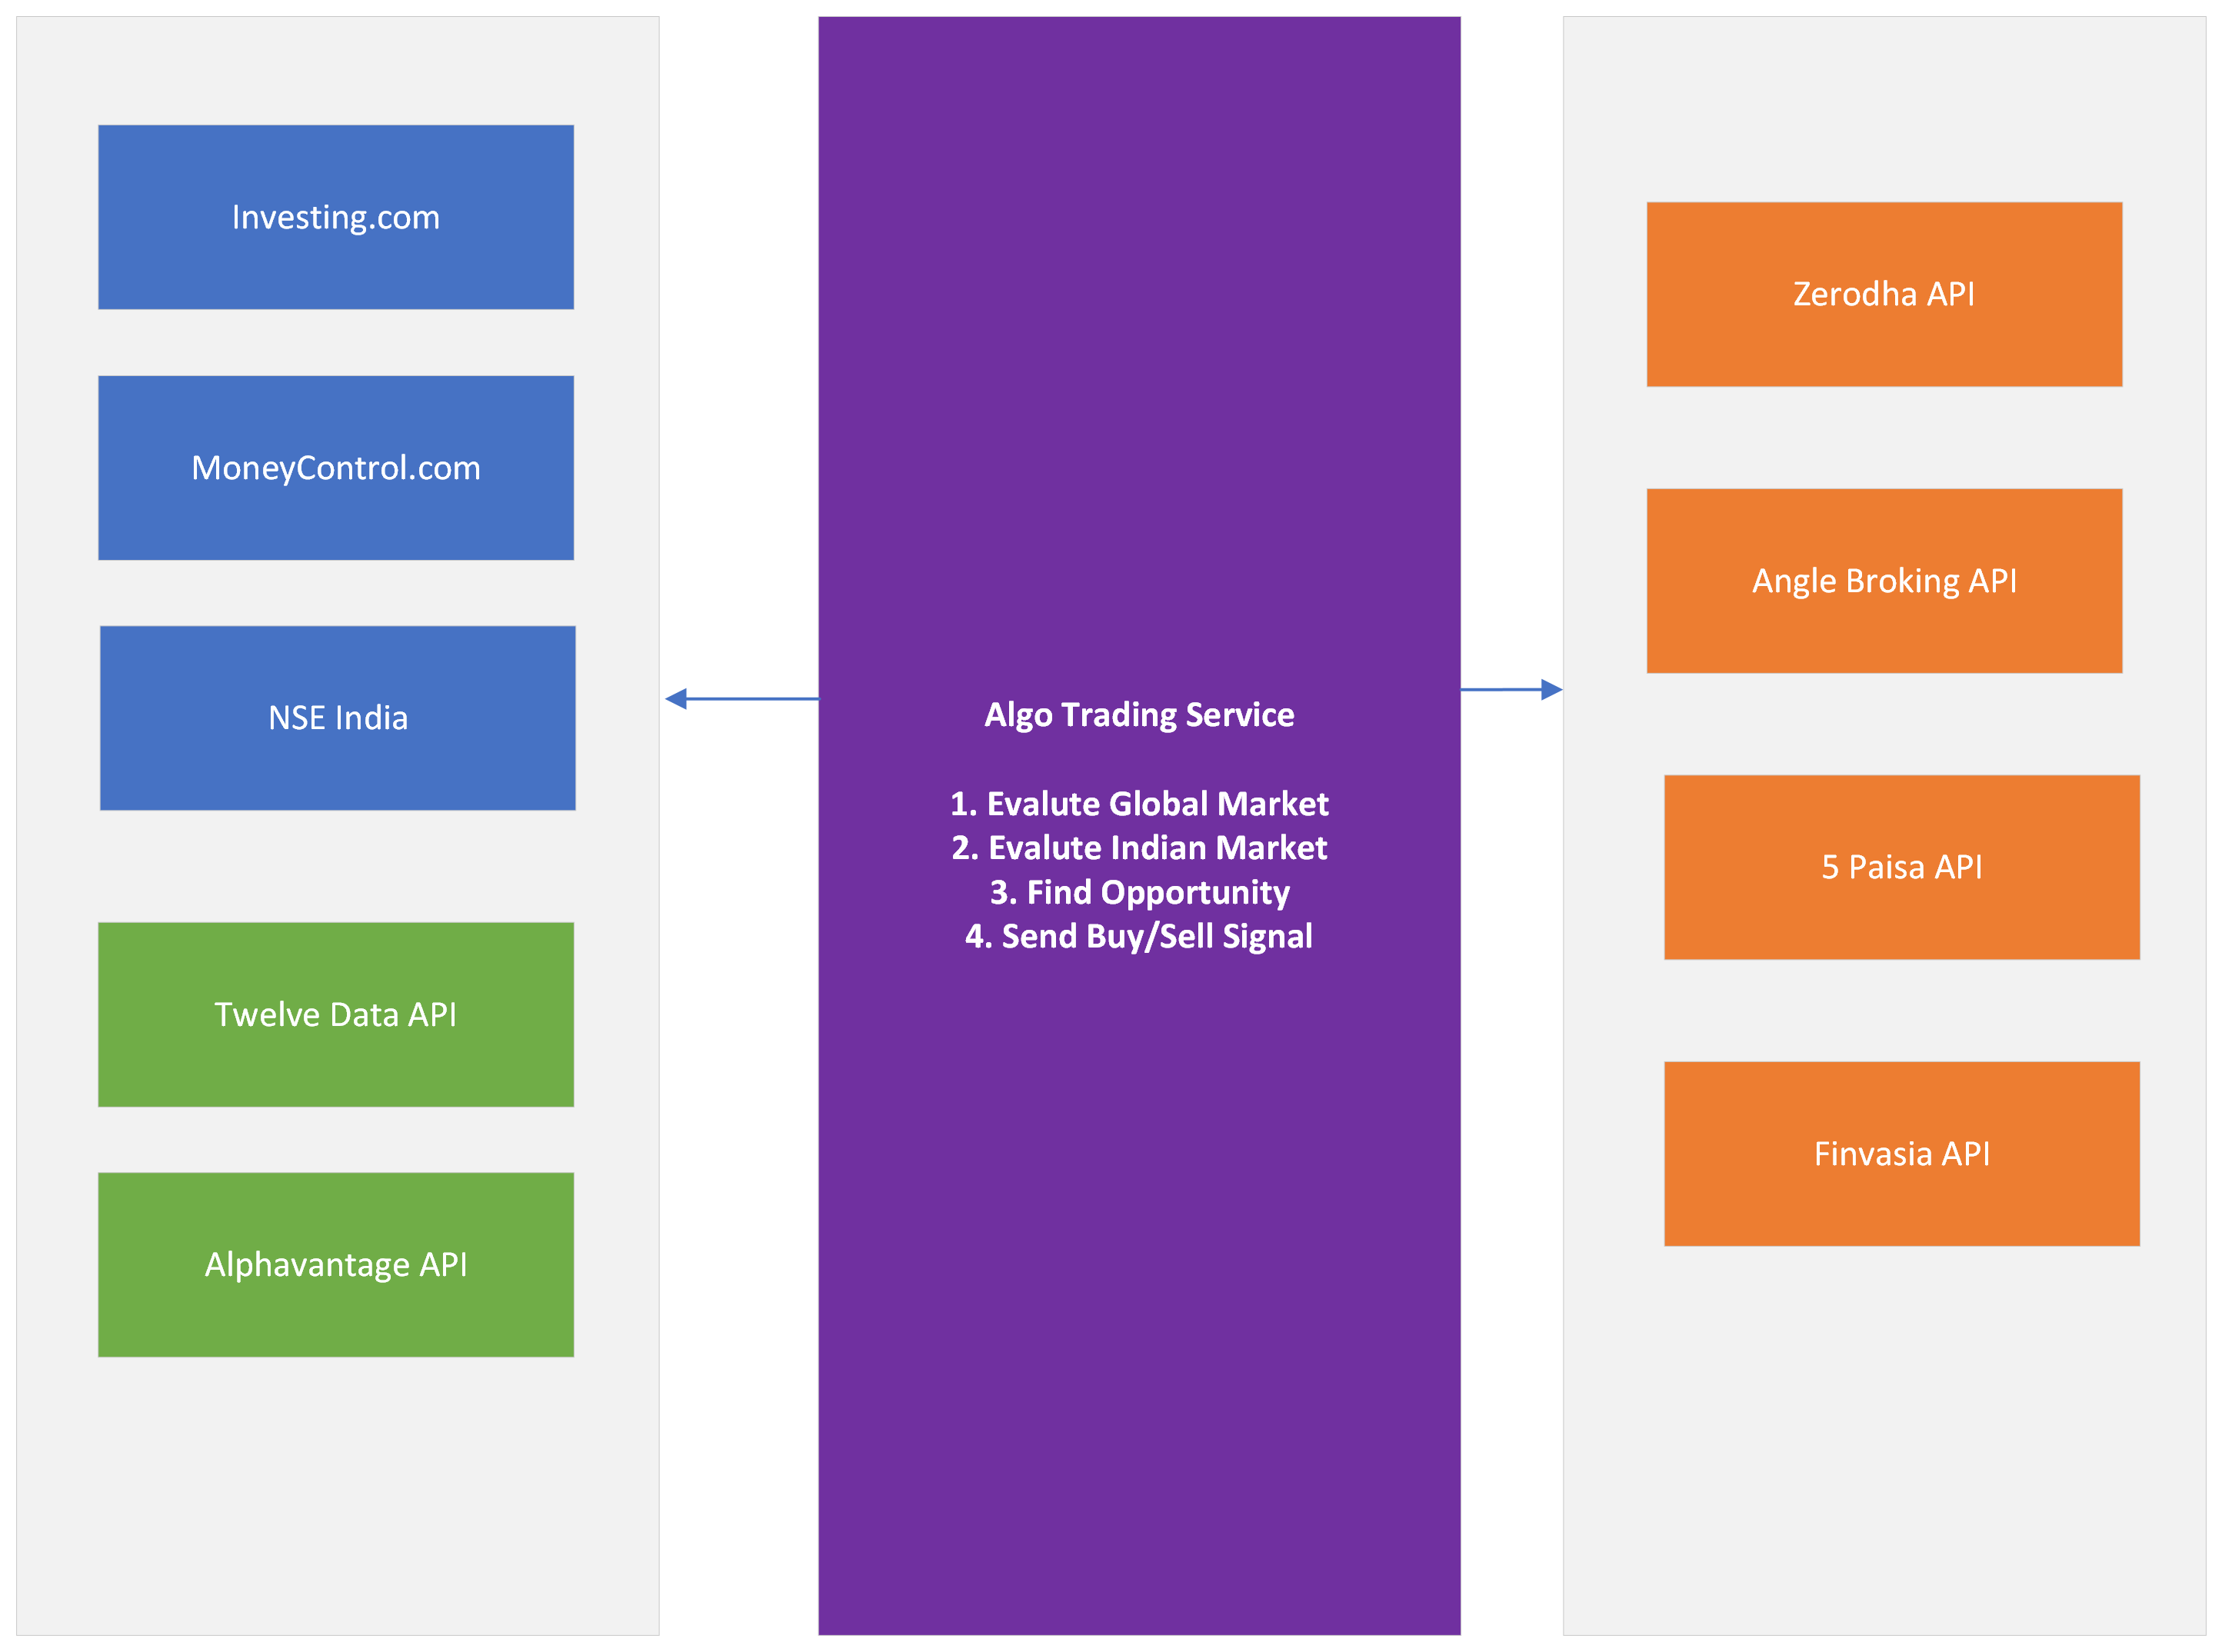 Investing.com
MoneyControl.com
NSE India
Twelve Data API
Alphavantage API
Algo Trading Service
1. Evalute Global Market
2. Evalute Indian Market
3. Find Opportunity
4. Send Buy/Sell Signal
Zerodha API
Angle Broking API
5 Paisa API
Finvasia API